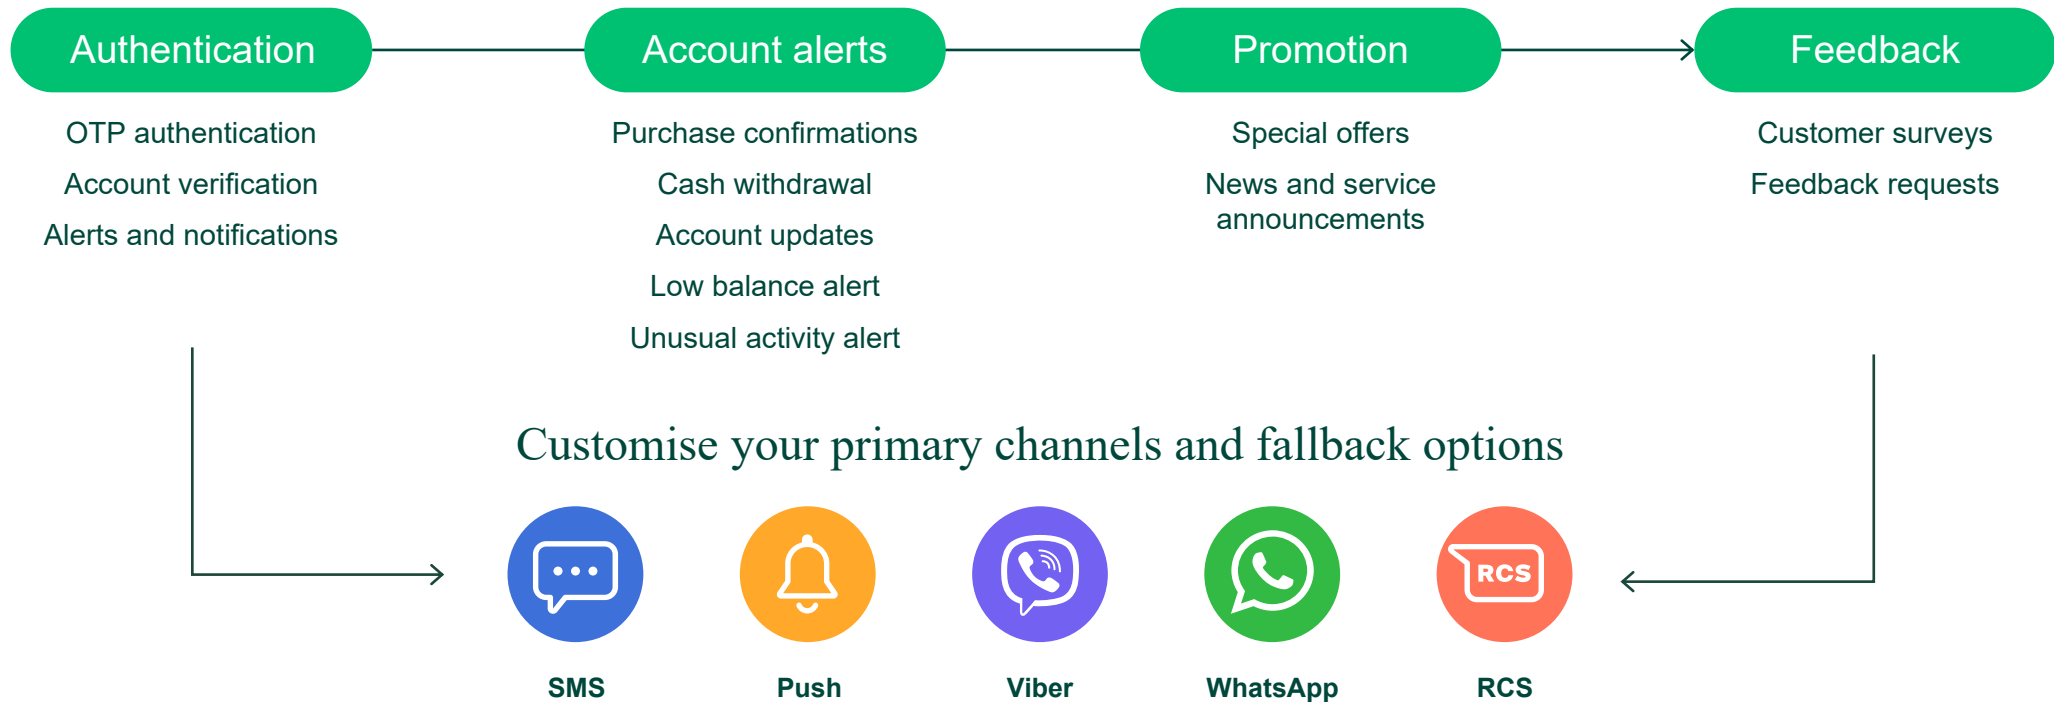 Authentication
Account alerts
Promotion
Feedback
OTP authentication
Account verification
Alerts and notifications
Purchase confirmations
Cash withdrawal
Account updates
Low balance alert
Unusual activity alert
Special offers
News and service
announcements
Customer surveys
Feedback requests
Customise your primary channels and fallback options
RCS
SMS
Push
Viber
WhatsApp
RCS